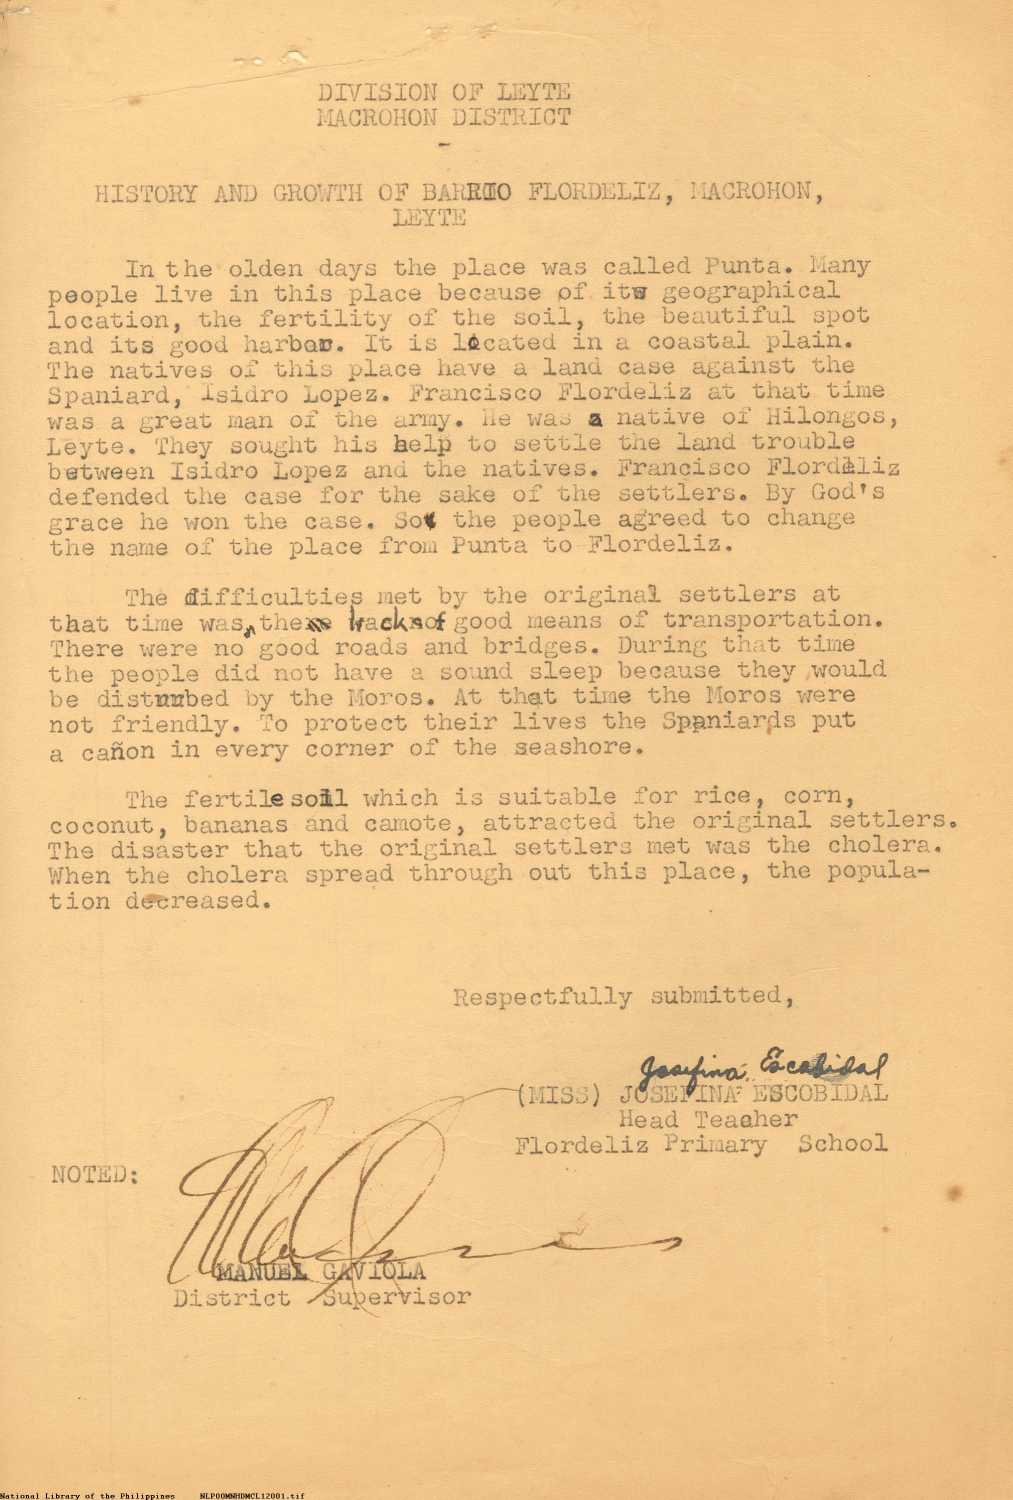 DIVISION OF LEYTE
MACROHON DISTRICT
-
HISTORY AND GROWTH OF BARRIO FLORDELIZ, MACROHON,
LEYTE
In the olden days the place was called Punta. Many
people live in this place because of its geographical
location, the fertility of the soil, the beautiful spot
and its good harbor. It is located in a coastal plain.
The natives of this place have a land case against the
Spaniard, Isidro Lopez. Francisco Flordeliz at that time
was a great man of the army. He was a native of Hilongos,
Leyte. They sought his help to settle the land trouble
between Isidro Lopez and the natives. Francisco Flordeliz
defended the case for the sake of the settlers. By God's
grace he won the case. So the people agreed to change
the name of the place from Punta to Flordeliz.
The difficulties met by the original settlers at
that time was, the lack of good means of transportation.
There were no good roads and bridges. During that time
the people did not have a sound sleep because they would
be disturbed by the Moros. At that time the Moros were
not friendly. To protect their lives the Spaniards put
a cañon in every corner of the seashore.
The fertile soil which is suitable for rice, corn,
coconut, bananas and camote, attracted the original settlers.
The disaster that the original settlers met was the cholera.
When the cholera spread through out this place, the popula-
tion decreased.
Respectfully submitted,
Josefina Escobidal
(MISS) JOSEFINA ESCOBIDAL
Head Teacher
Flordeliz Primary School
NOTED:
MANUEL GAVIOLA
District Supervisor
National Library of the Philippines NLPOOMNHDMCL12001.tif